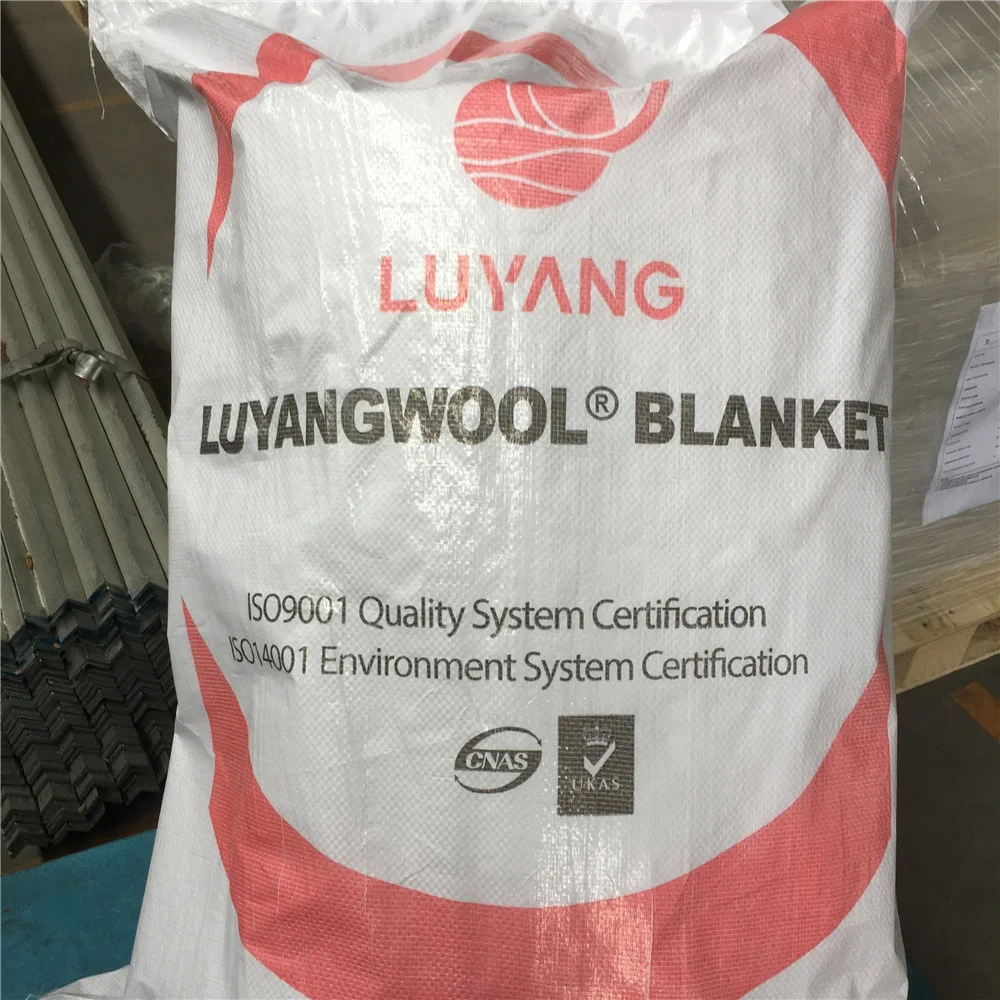 LUYANG
LUYANGWOOL® BLANKET
ISO9001 Quality System Certification
ISO14001 Environment System Certification
CNAS
UKAS